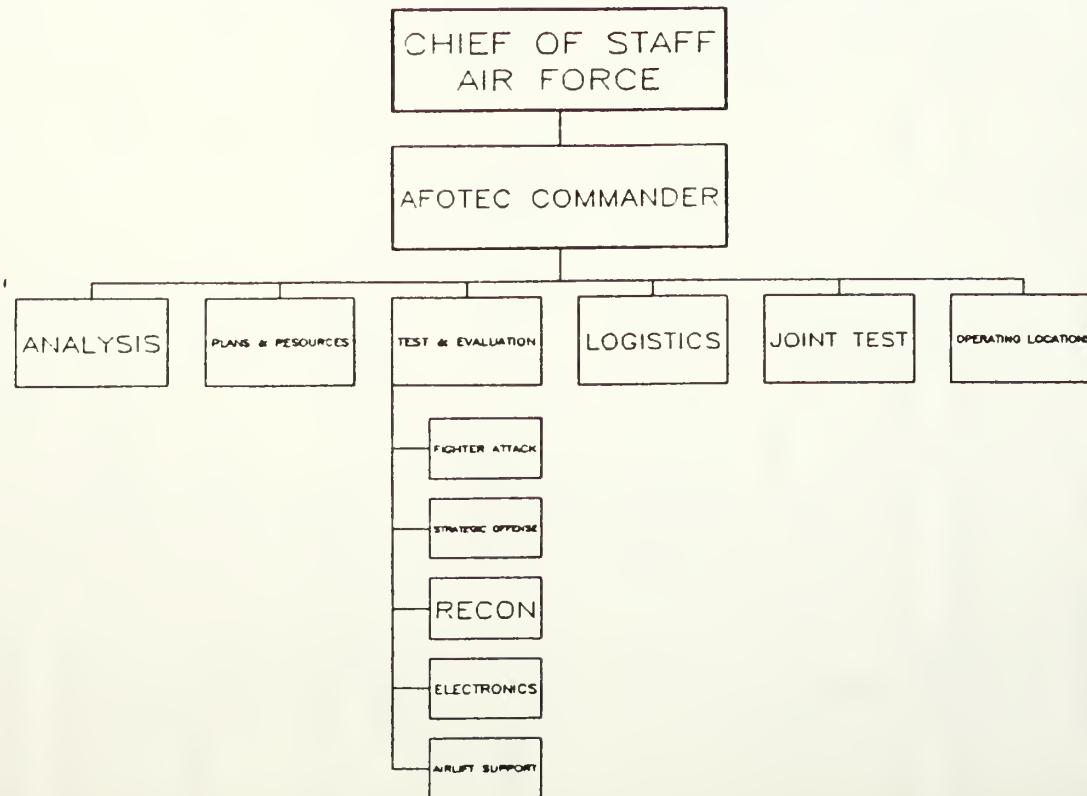 CHIEF OF STAFF
AIR FORCE
AFOTEC COMMANDER
ANALYSIS
PLANS & RESOURCES
TEST & EVALUATION
LOGISTICS
JOINT TEST
OPERATING LOCATIONS
FIGHTER ATTACK
STRATEGIC OFFENSE
RECON
ELECTRONICS
AIRLIFT SUPPORT